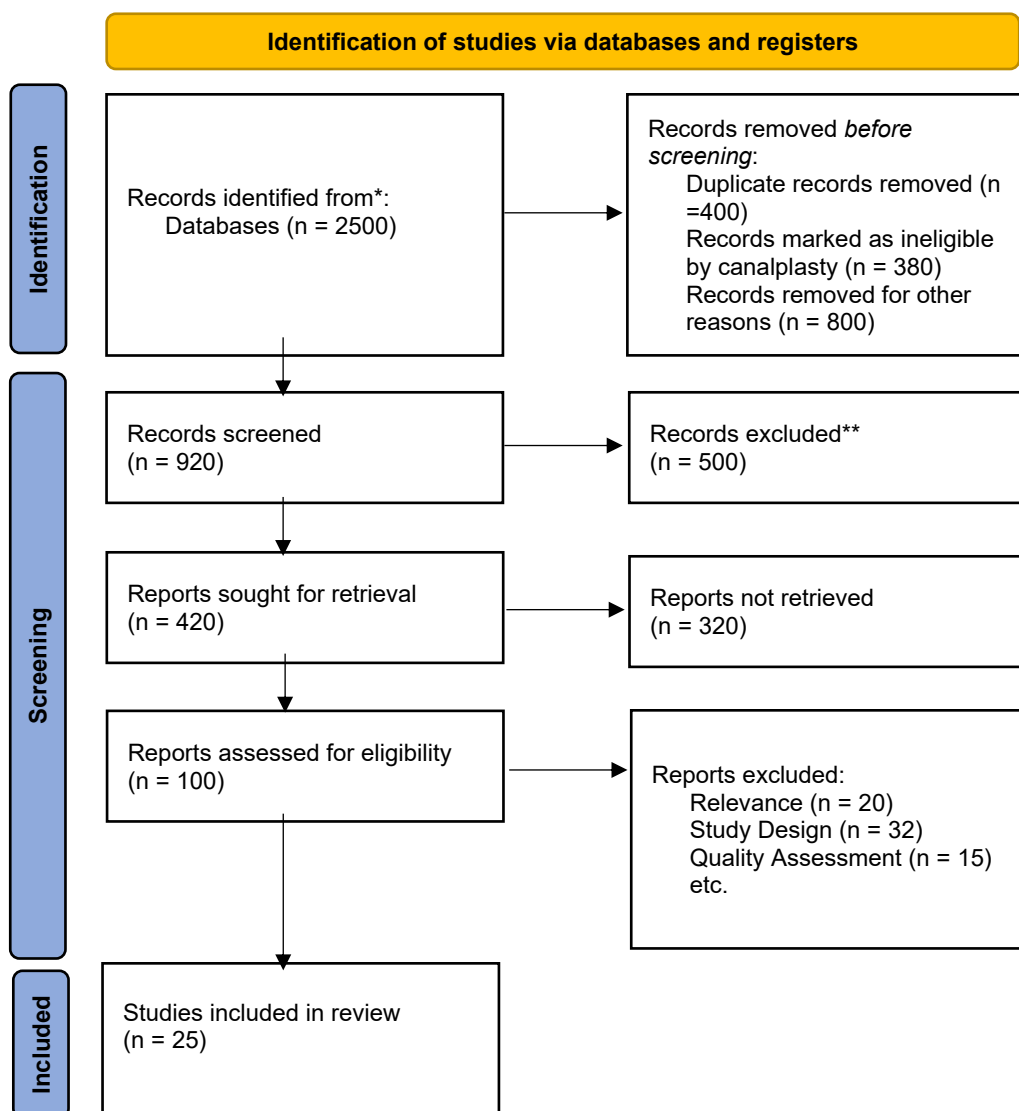 Identification of studies via databases and registers
Identification
Records identified from*:
Databases (n = 2500)
Records removed before
screening:
Duplicate records removed (n
=400)
Records marked as ineligible
by canalplasty (n = 380)
Records removed for other
reasons (n = 800)
Screening
Records screened
(n = 920)
Records excluded**
(n = 500)
Reports sought for retrieval
(n = 420)
Reports not retrieved
(n = 320)
Reports assessed for eligibility
(n = 100)
Reports excluded:
Relevance (n = 20)
Study Design (n = 32)
Quality Assessment (n = 15)
etc.
Included
Studies included in review
(n = 25)